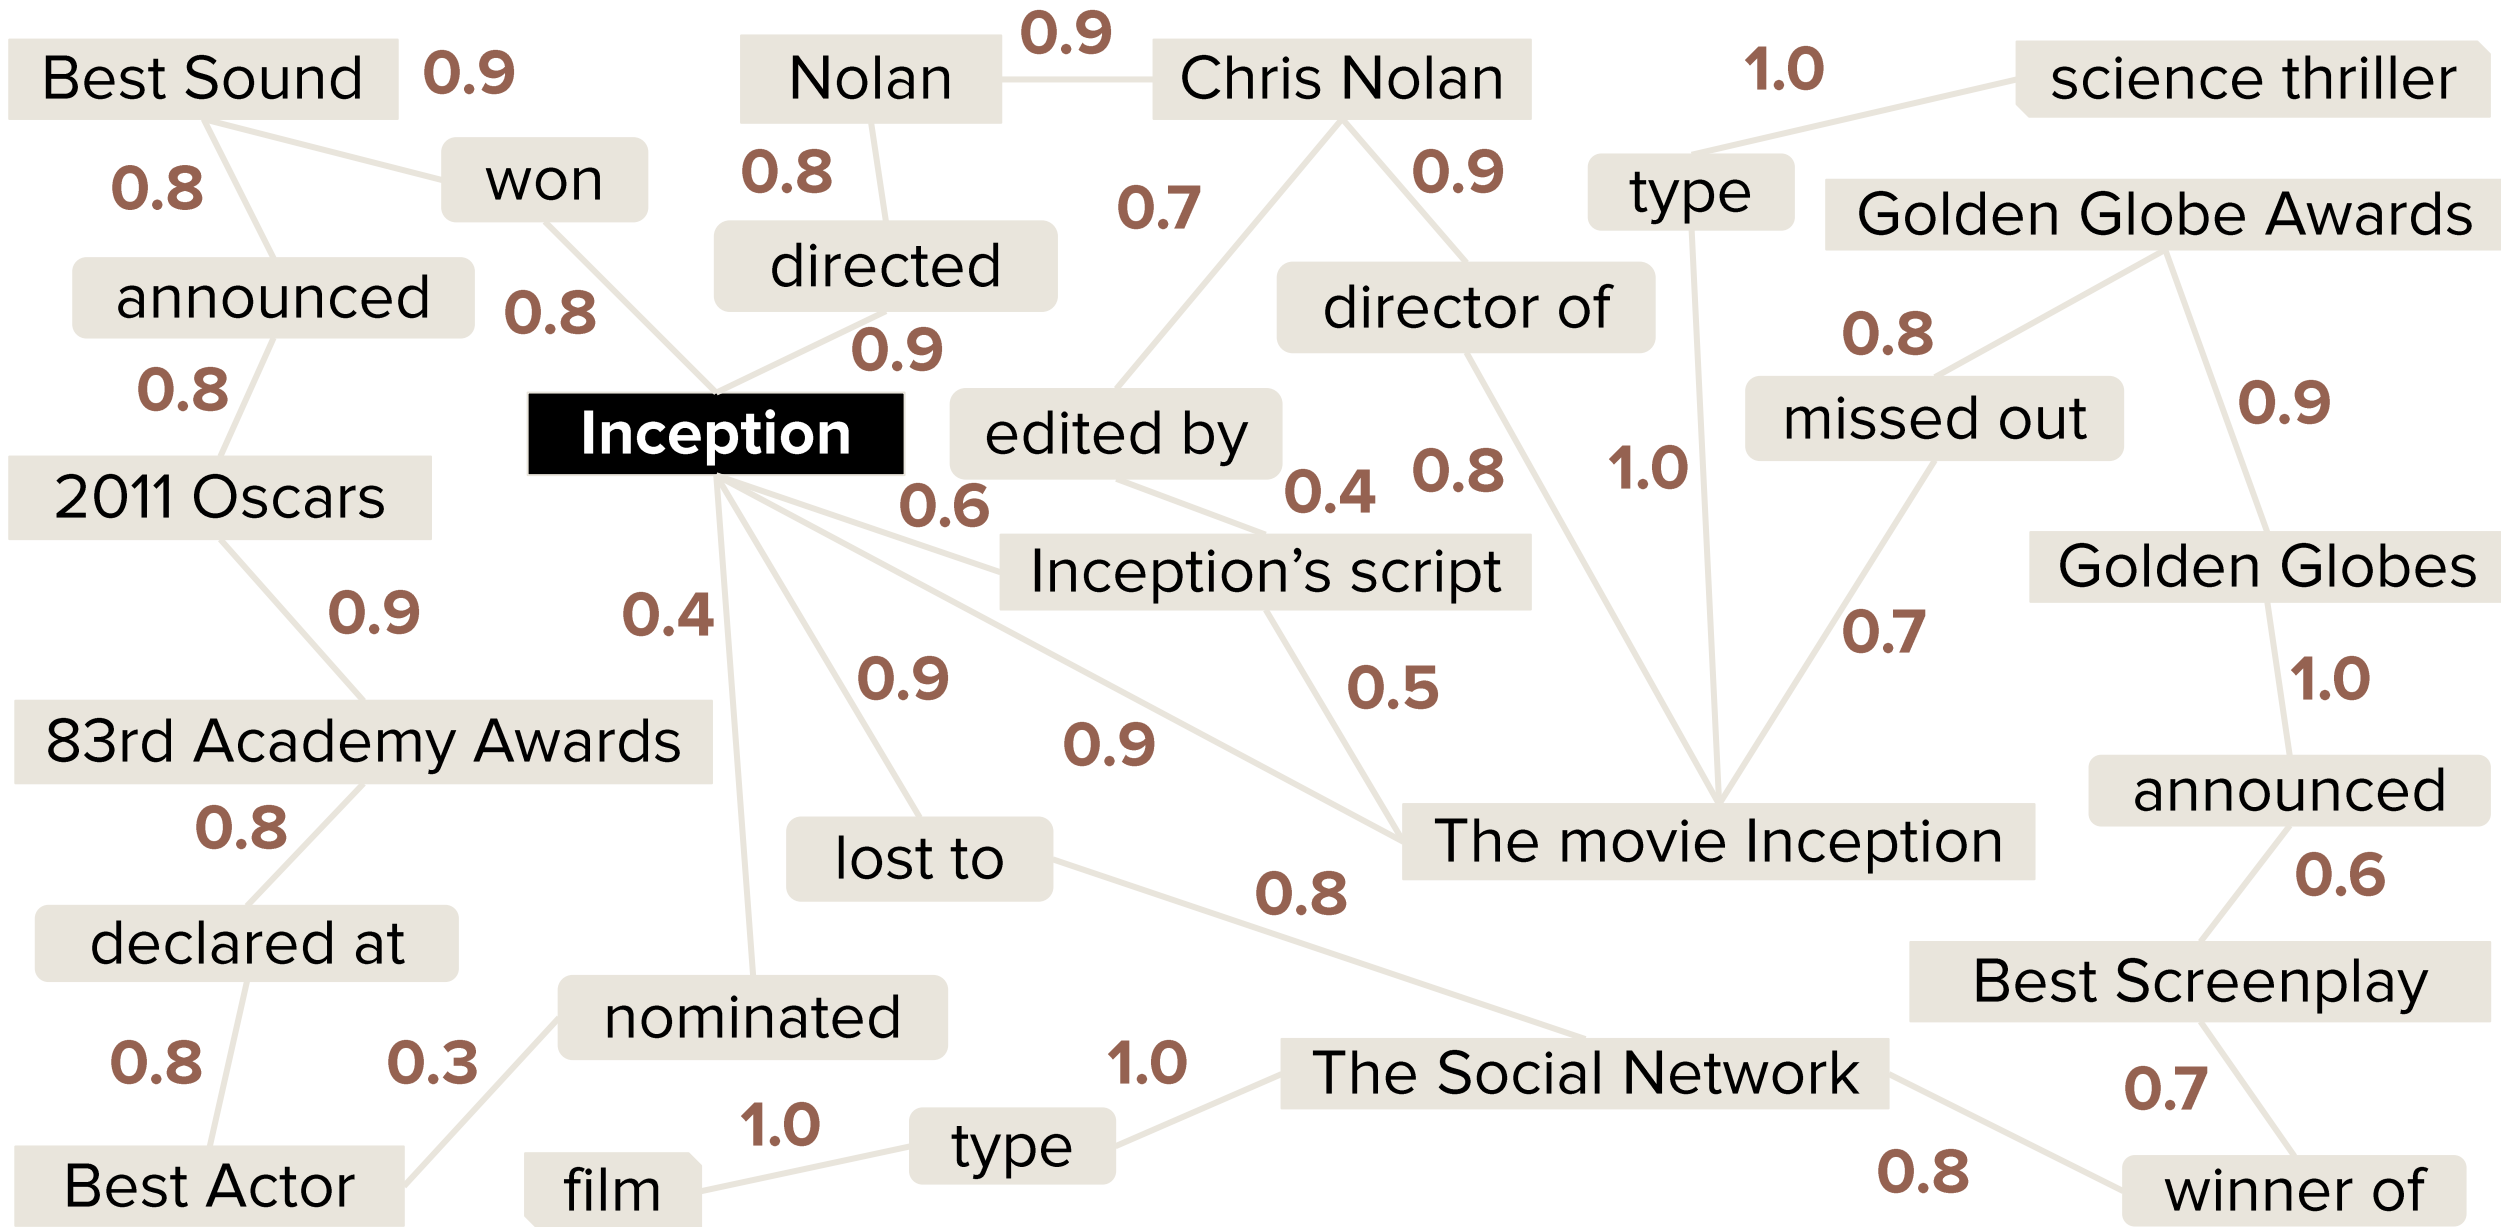 0.9
Best Sound
0.9
Nolan
Chris Nolan
1.0
science thriller
won
0.8
0.8
0.7
0.9
type
Golden Globe Awards
announced
0.8
directed
director of
0.8
0.8
0.9
missed out
0.9
Inception
edited by
2011 Oscars
0.6
0.4
0.8
1.0
Golden Globes
Inception’s script
0.9
0.4
0.7
0.9
0.5
1.0
83rd Academy Awards
0.9
announced
0.8
lost to
0.8
The movie Inception
0.6
declared at
Best Screenplay
nominated
0.8
0.3
1.0
The Social Network
0.7
1.0
type
0.8
Best Actor
film
winner of